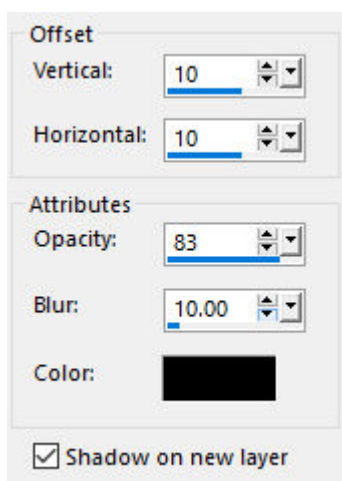 Offset
Vertical: 10
Horizontal: 10
Attributes
Opacity: 83
Blur: 10.00
Color:
Shadow on new layer